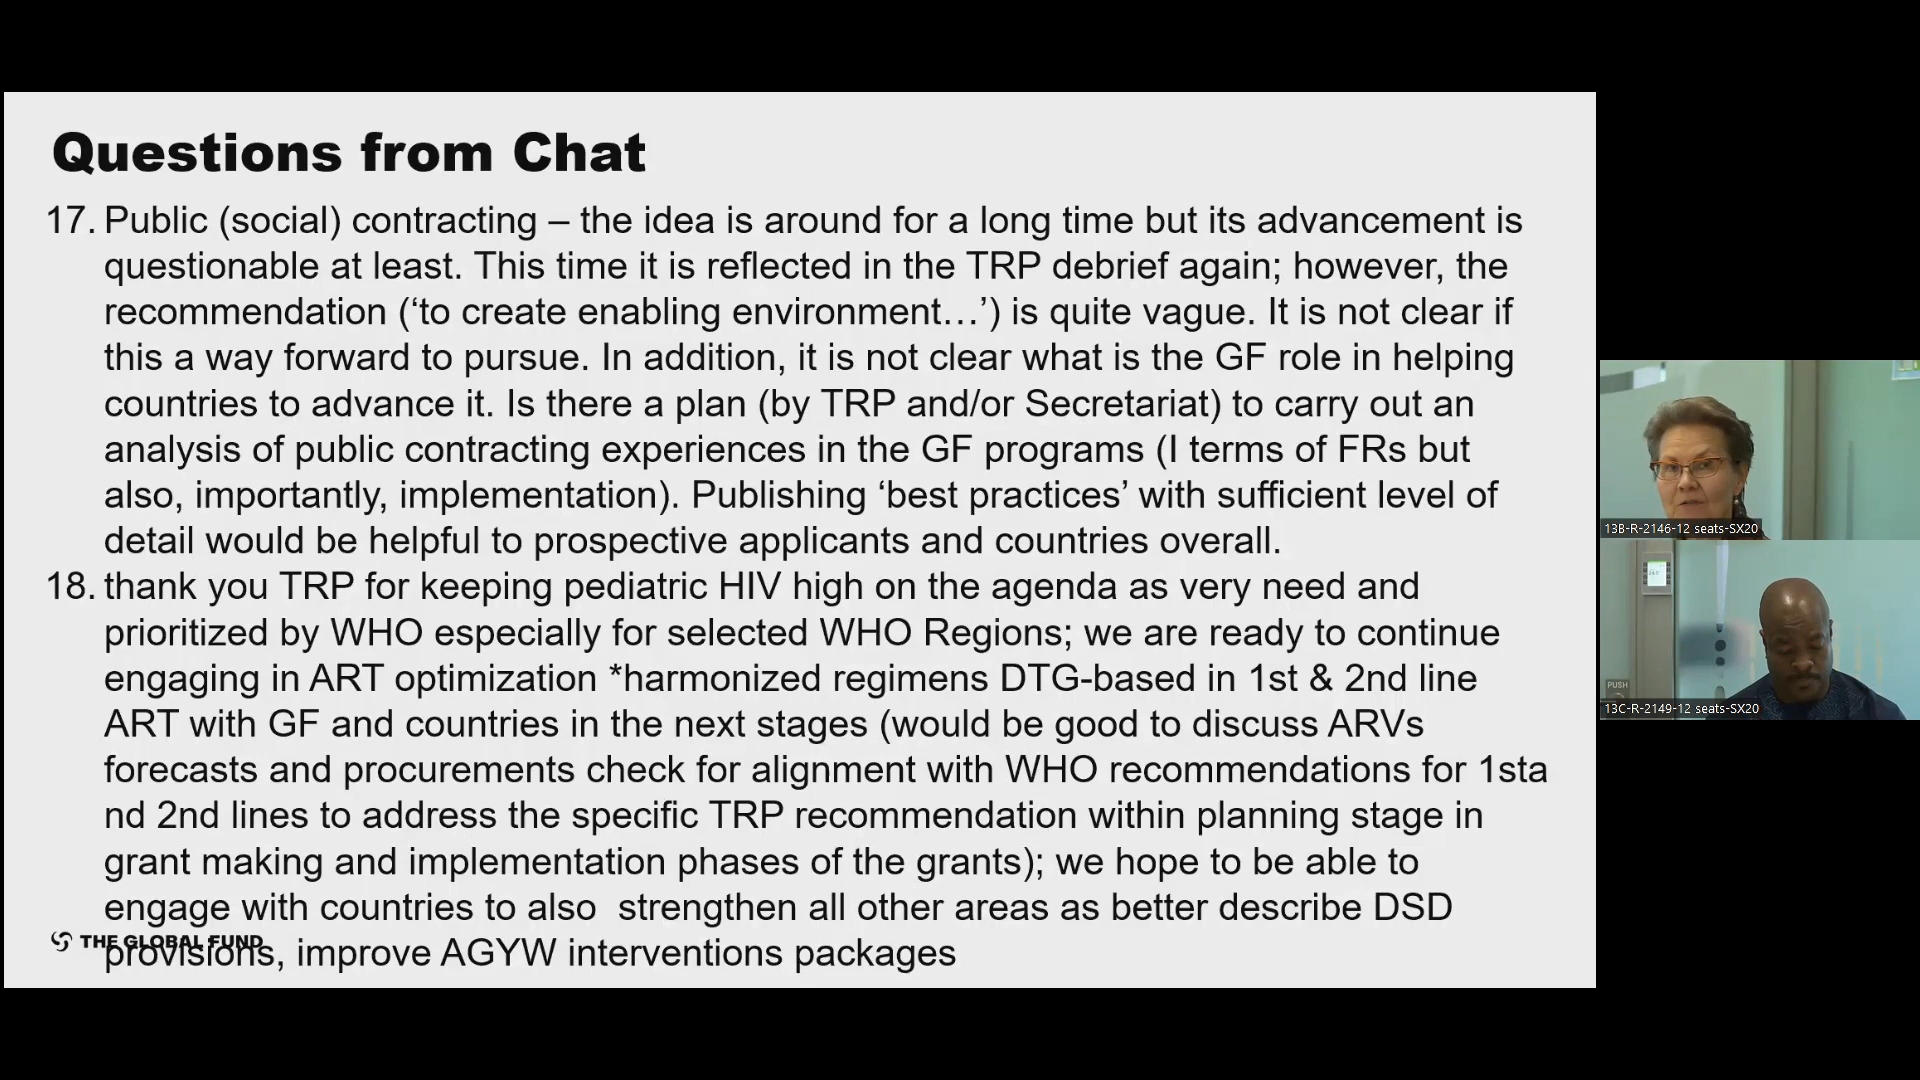 Questions from Chat
17. Public (social) contracting – the idea is around for a long time but its advancement is
questionable at least. This time it is reflected in the TRP debrief again; however, the
recommendation (‘to create enabling environment…’) is quite vague. It is not clear if
this a way forward to pursue. In addition, it is not clear what is the GF role in helping
countries to advance it. Is there a plan (by TRP and/or Secretariat) to carry out an
analysis of public contracting experiences in the GF programs (I terms of FRs but
also, importantly, implementation). Publishing ‘best practices’ with sufficient level of
detail would be helpful to prospective applicants and countries overall.
18. thank you TRP for keeping pediatric HIV high on the agenda as very need and
prioritized by WHO especially for selected WHO Regions; we are ready to continue
engaging in ART optimization *harmonized regimens DTG-based in 1st & 2nd line
ART with GF and countries in the next stages (would be good to discuss ARVs
forecasts and procurements check for alignment with WHO recommendations for 1sta
nd 2nd lines to address the specific TRP recommendation within planning stage in
grant making and implementation phases of the grants); we hope to be able to
engage with countries to also  strengthen all other areas as better describe DSD
provisions, improve AGYW interventions packages
THE GLOBAL FUND
13B-R-2146-12 seats-SX20
PUSH
13C-R-2149-12 seats-SX20